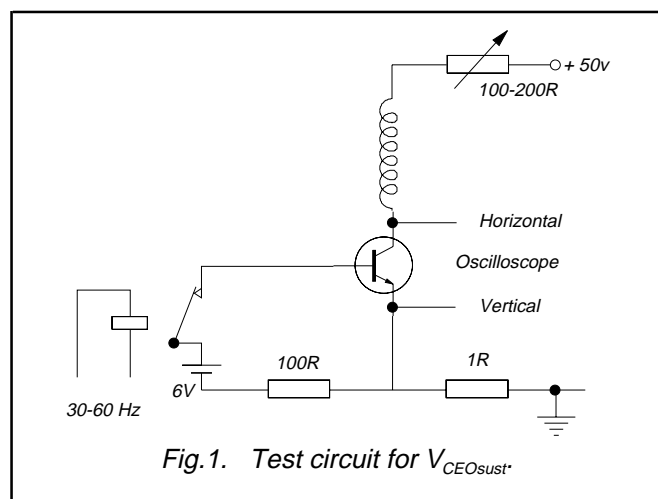 + 50v
100-200R
Horizontal
Oscilloscope
Vertical
100R
1R
6V
30-60 Hz
Fig.1. Test circuit for VCEOsust.